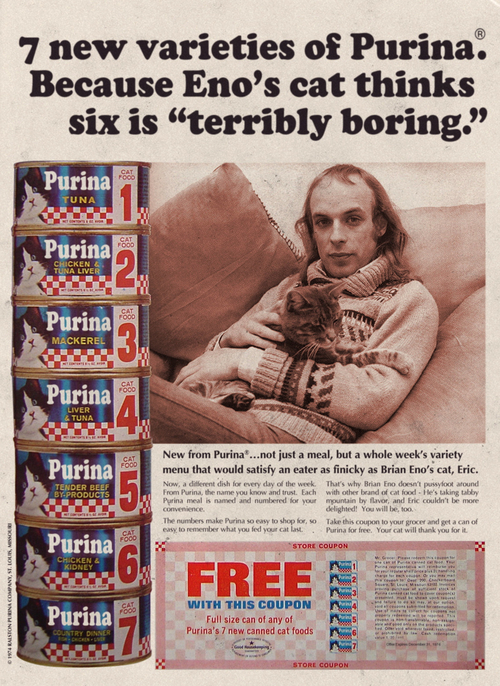 7 new varieties of Purina.®
Because Eno's cat thinks
six is “terribly boring.”
Purina
CAT
FOOD
TUNA
1
Purina
CAT
FOOD
CHICKEN &
TUNA LIVER
2
Purina
CAT
FOOD
MACKEREL
3
Purina
CAT
FOOD
LIVER
& TUNA
4
Purina
CAT
FOOD
TENDER BEEF
BY-PRODUCTS
5
Purina
CAT
FOOD
CHICKEN &
KIDNEY
6
Purina
CAT
FOOD
COUNTRY DINNER
7
New from Purina®...not just a meal, but a whole week's variety
menu that would satisfy an eater as finicky as Brian Eno's cat, Eric.
Now, a different dish for every day of the week.
From Purina, the name you know and trust. Each
Purina meal is named and numbered for your
convenience.
The numbers make Purina so easy to shop for, so
easy to remember what you fed your cat last.
That's why Brian Eno doesn't pussyfoot around
with other brand of cat food - He's taking tabby
mountain by flavor, and Eric couldn't be more
delighted! You will be, too.
Take this coupon to your grocer and get a can of
Purina for free. Your cat will thank you for it.
STORE COUPON
FREE
WITH THIS COUPON
Full size can of any of
Purina's 7 new canned cat foods
Good Housekeeping
1
2
3
4
5
6
7
STORE COUPON
© 1974 RALSTON PURINA COMPANY, ST. LOUIS, MISSOURI